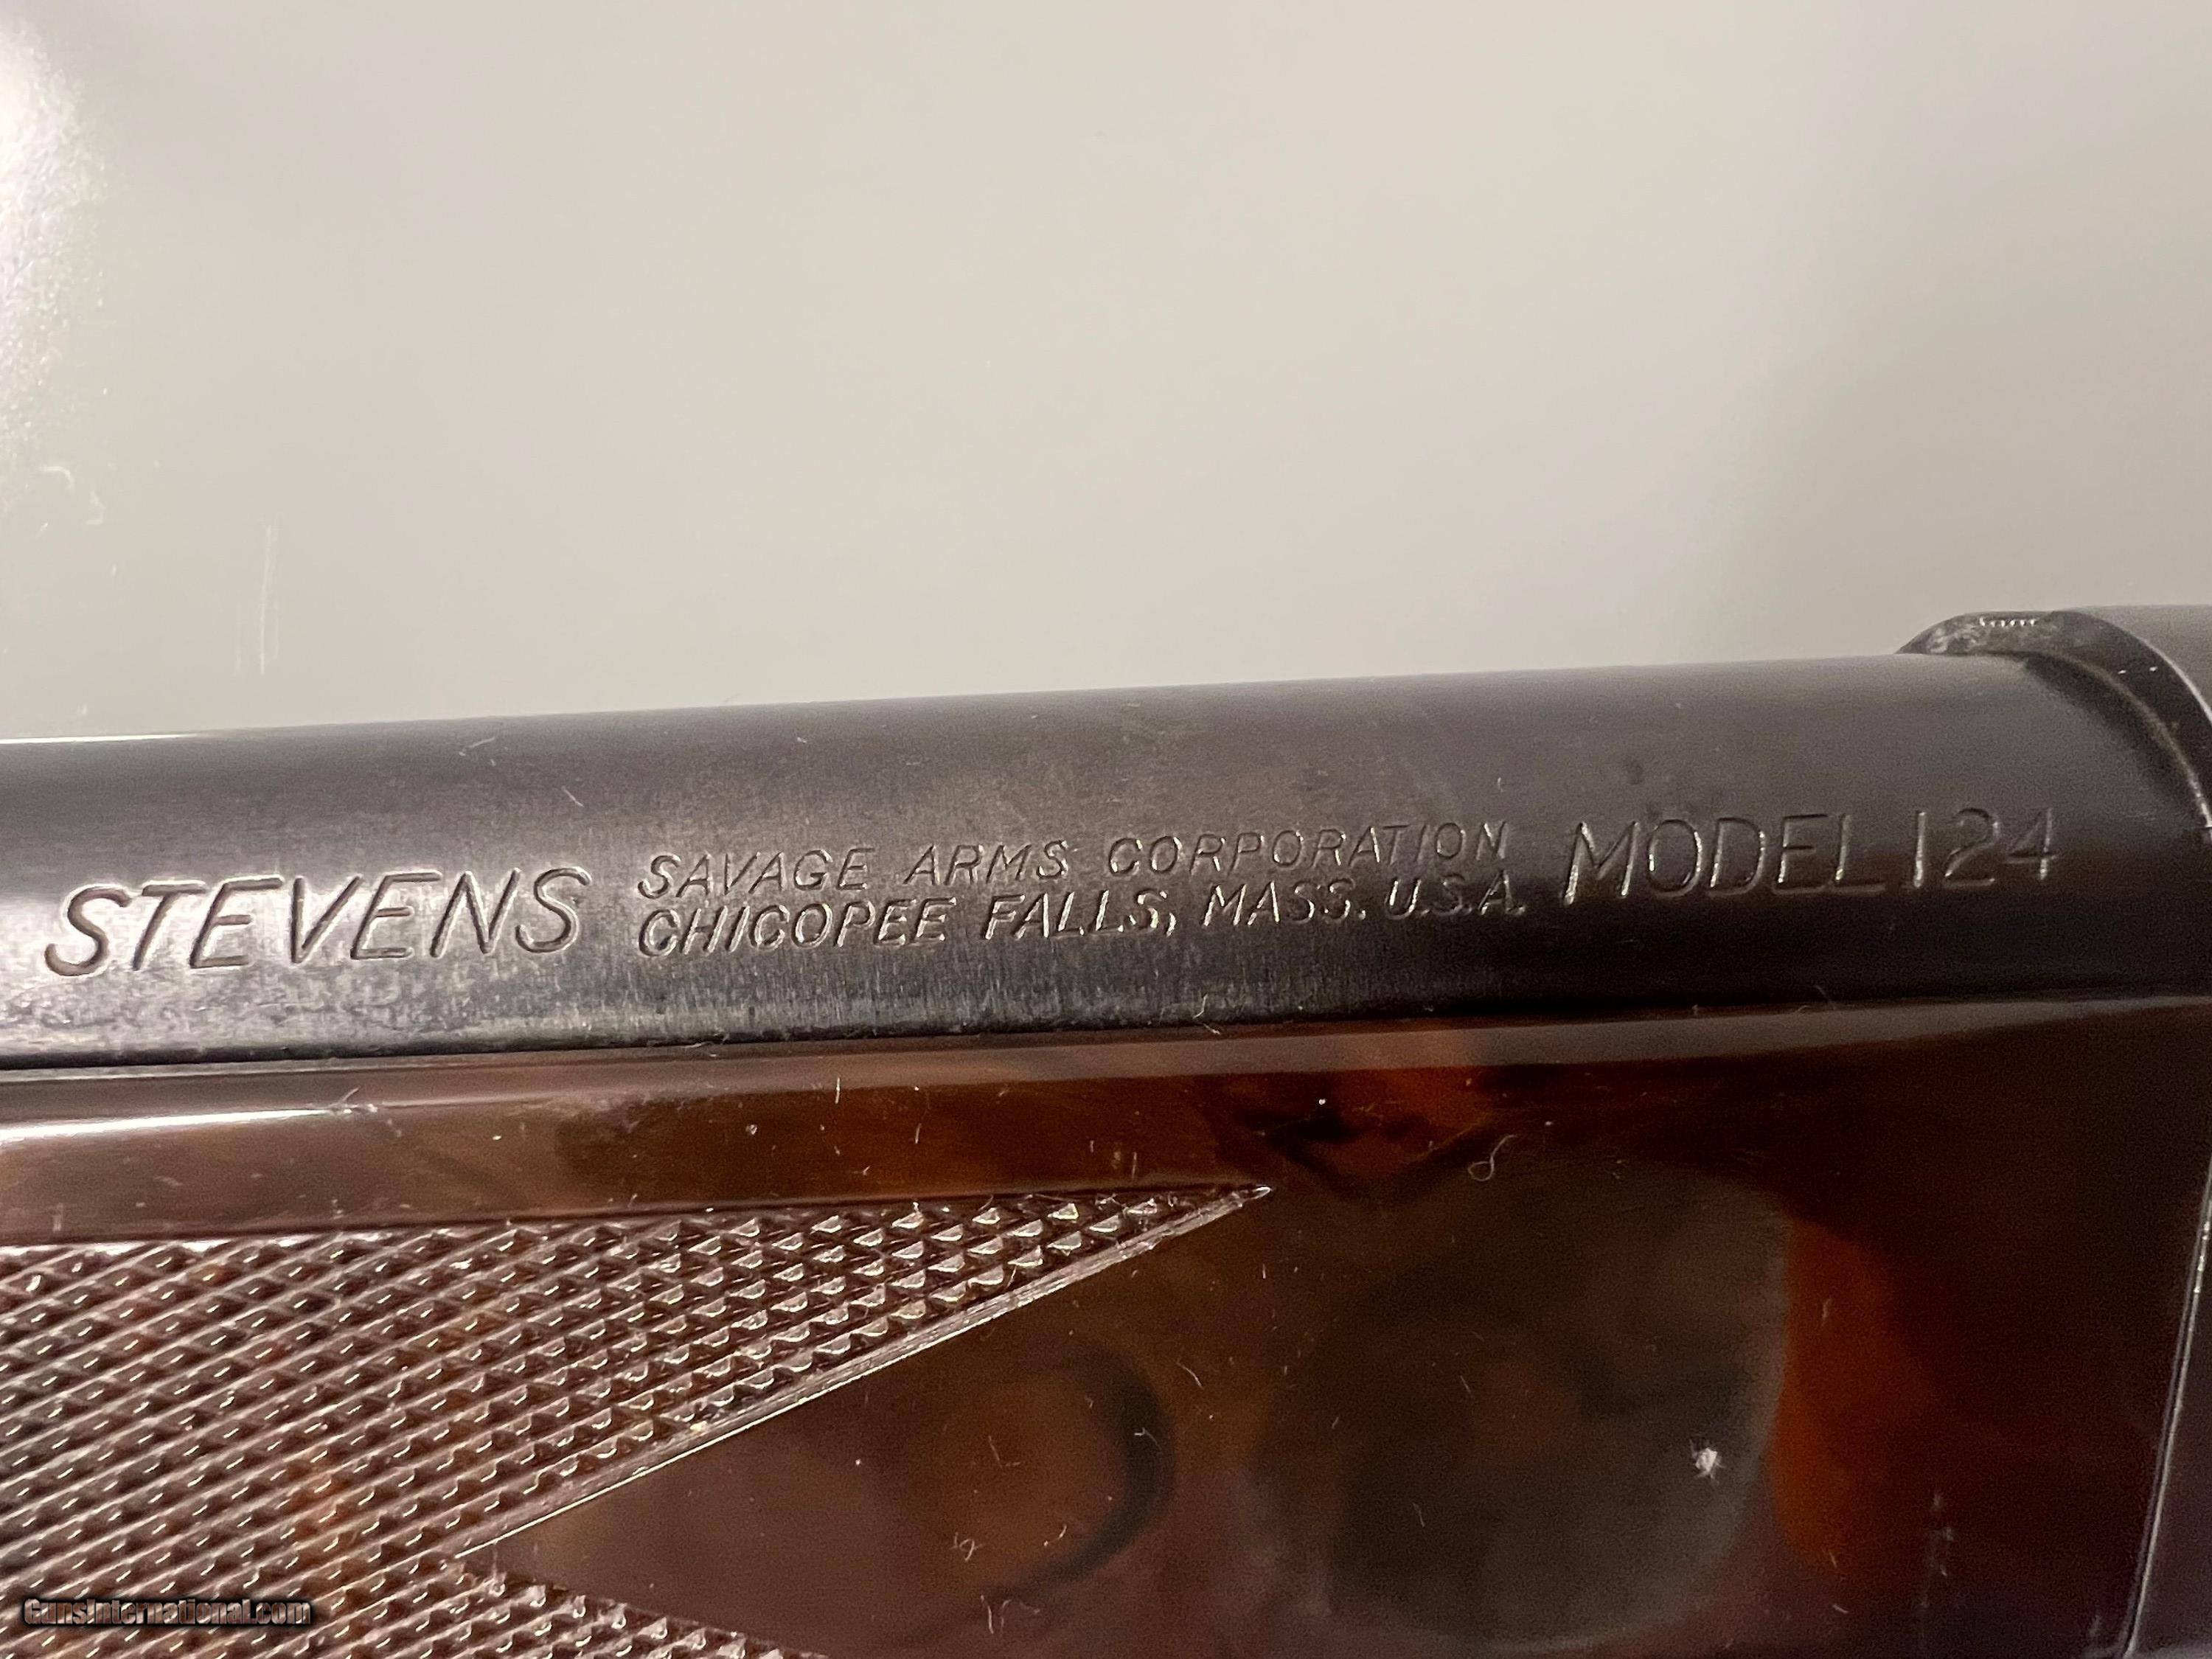 STEVENS SAVAGE ARMS CORPORATION MODEL 124
CHICOPEE FALLS, MASS. U.S.A.
GunsInternational.com